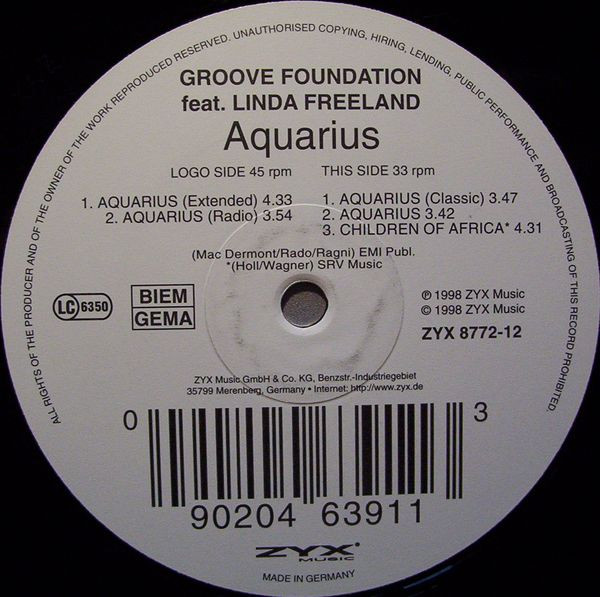 ALL RIGHTS OF THE PRODUCER AND OF THE OWNER OF THE WORK REPRODUCED RESERVED. UNAUTHORISED COPYING, HIRING, LENDING, PUBLIC PERFORMANCE AND BROADCASTING OF THIS RECORD PROHIBITED.
GROOVE FOUNDATION
feat. LINDA FREELAND
Aquarius
LOGO SIDE 45 rpm
1. AQUARIUS (Extended) 4.33
2. AQUARIUS (Radio) 3.54
THIS SIDE 33 rpm
1. AQUARIUS (Classic) 3.47
2. AQUARIUS 3.42
3. CHILDREN OF AFRICA* 4.31
(Mac Dermont/Rado/Ragni) EMI Publ.
*(Holl/Wagner) SRV Music
LC 6350
BIEM
GEMA
℗ 1998 ZYX Music
© 1998 ZYX Music
ZYX 8772-12
ZYX Music GmbH & Co. KG, Benzstr.-Industriegebiet
35799 Merenberg, Germany • Internet: http://www.zyx.de
0 90204 63911 3
ZYX
MUSIC
MADE IN GERMANY